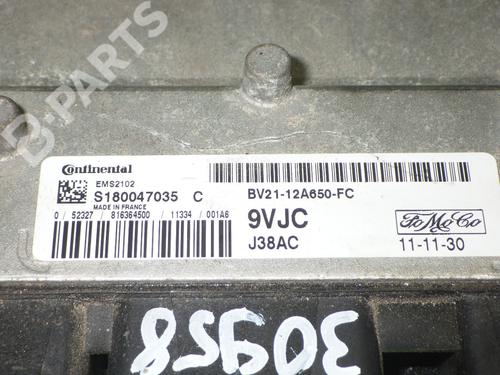 B-PARTS
Continental
EMS2102
S180047035 C
MADE IN FRANCE
0 / 52327 / 816364500 / 11334 / 001A6
BV21-12A650-FC
9VJC
J38AC
FoMoCo
11-11-30
30958